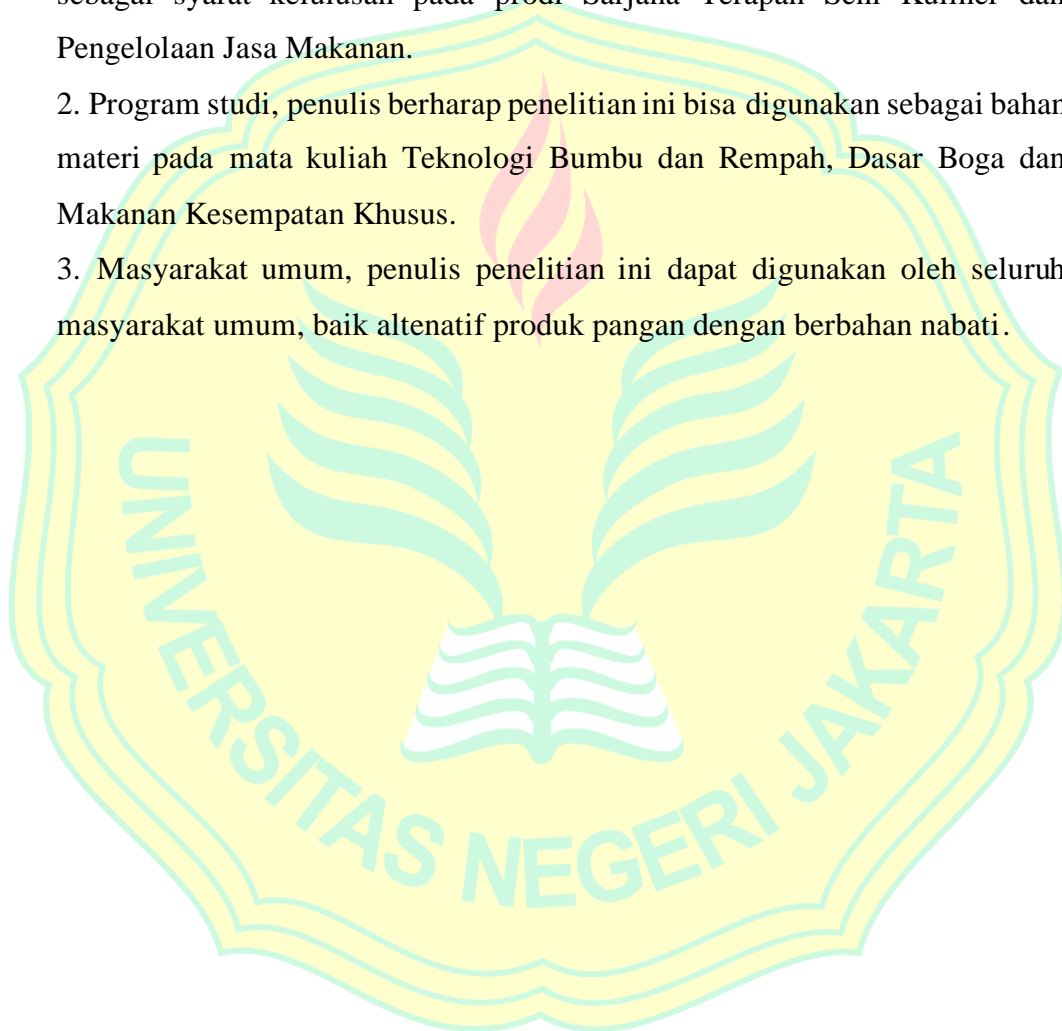 sebagai syarat kelulusan pada prodi Sarjana Terapan Seni Kuliner dan
Pengelolaan Jasa Makanan.
2. Program studi, penulis berharap penelitian ini bisa digunakan sebagai bahan
materi pada mata kuliah Teknologi Bumbu dan Rempah, Dasar Boga dan
Makanan Kesempatan Khusus.
3. Masyarakat umum, penulis penelitian ini dapat digunakan oleh seluruh
masyarakat umum, baik altenatif produk pangan dengan berbahan nabati.
UNIVERSITAS NEGERI JAKARTA